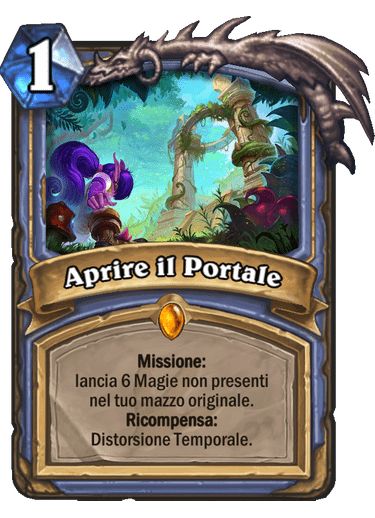 1
Aprire il Portale
Missione:
lancia 6 Magie non presenti
nel tuo mazzo originale.
Ricompensa:
Distorsione Temporale.